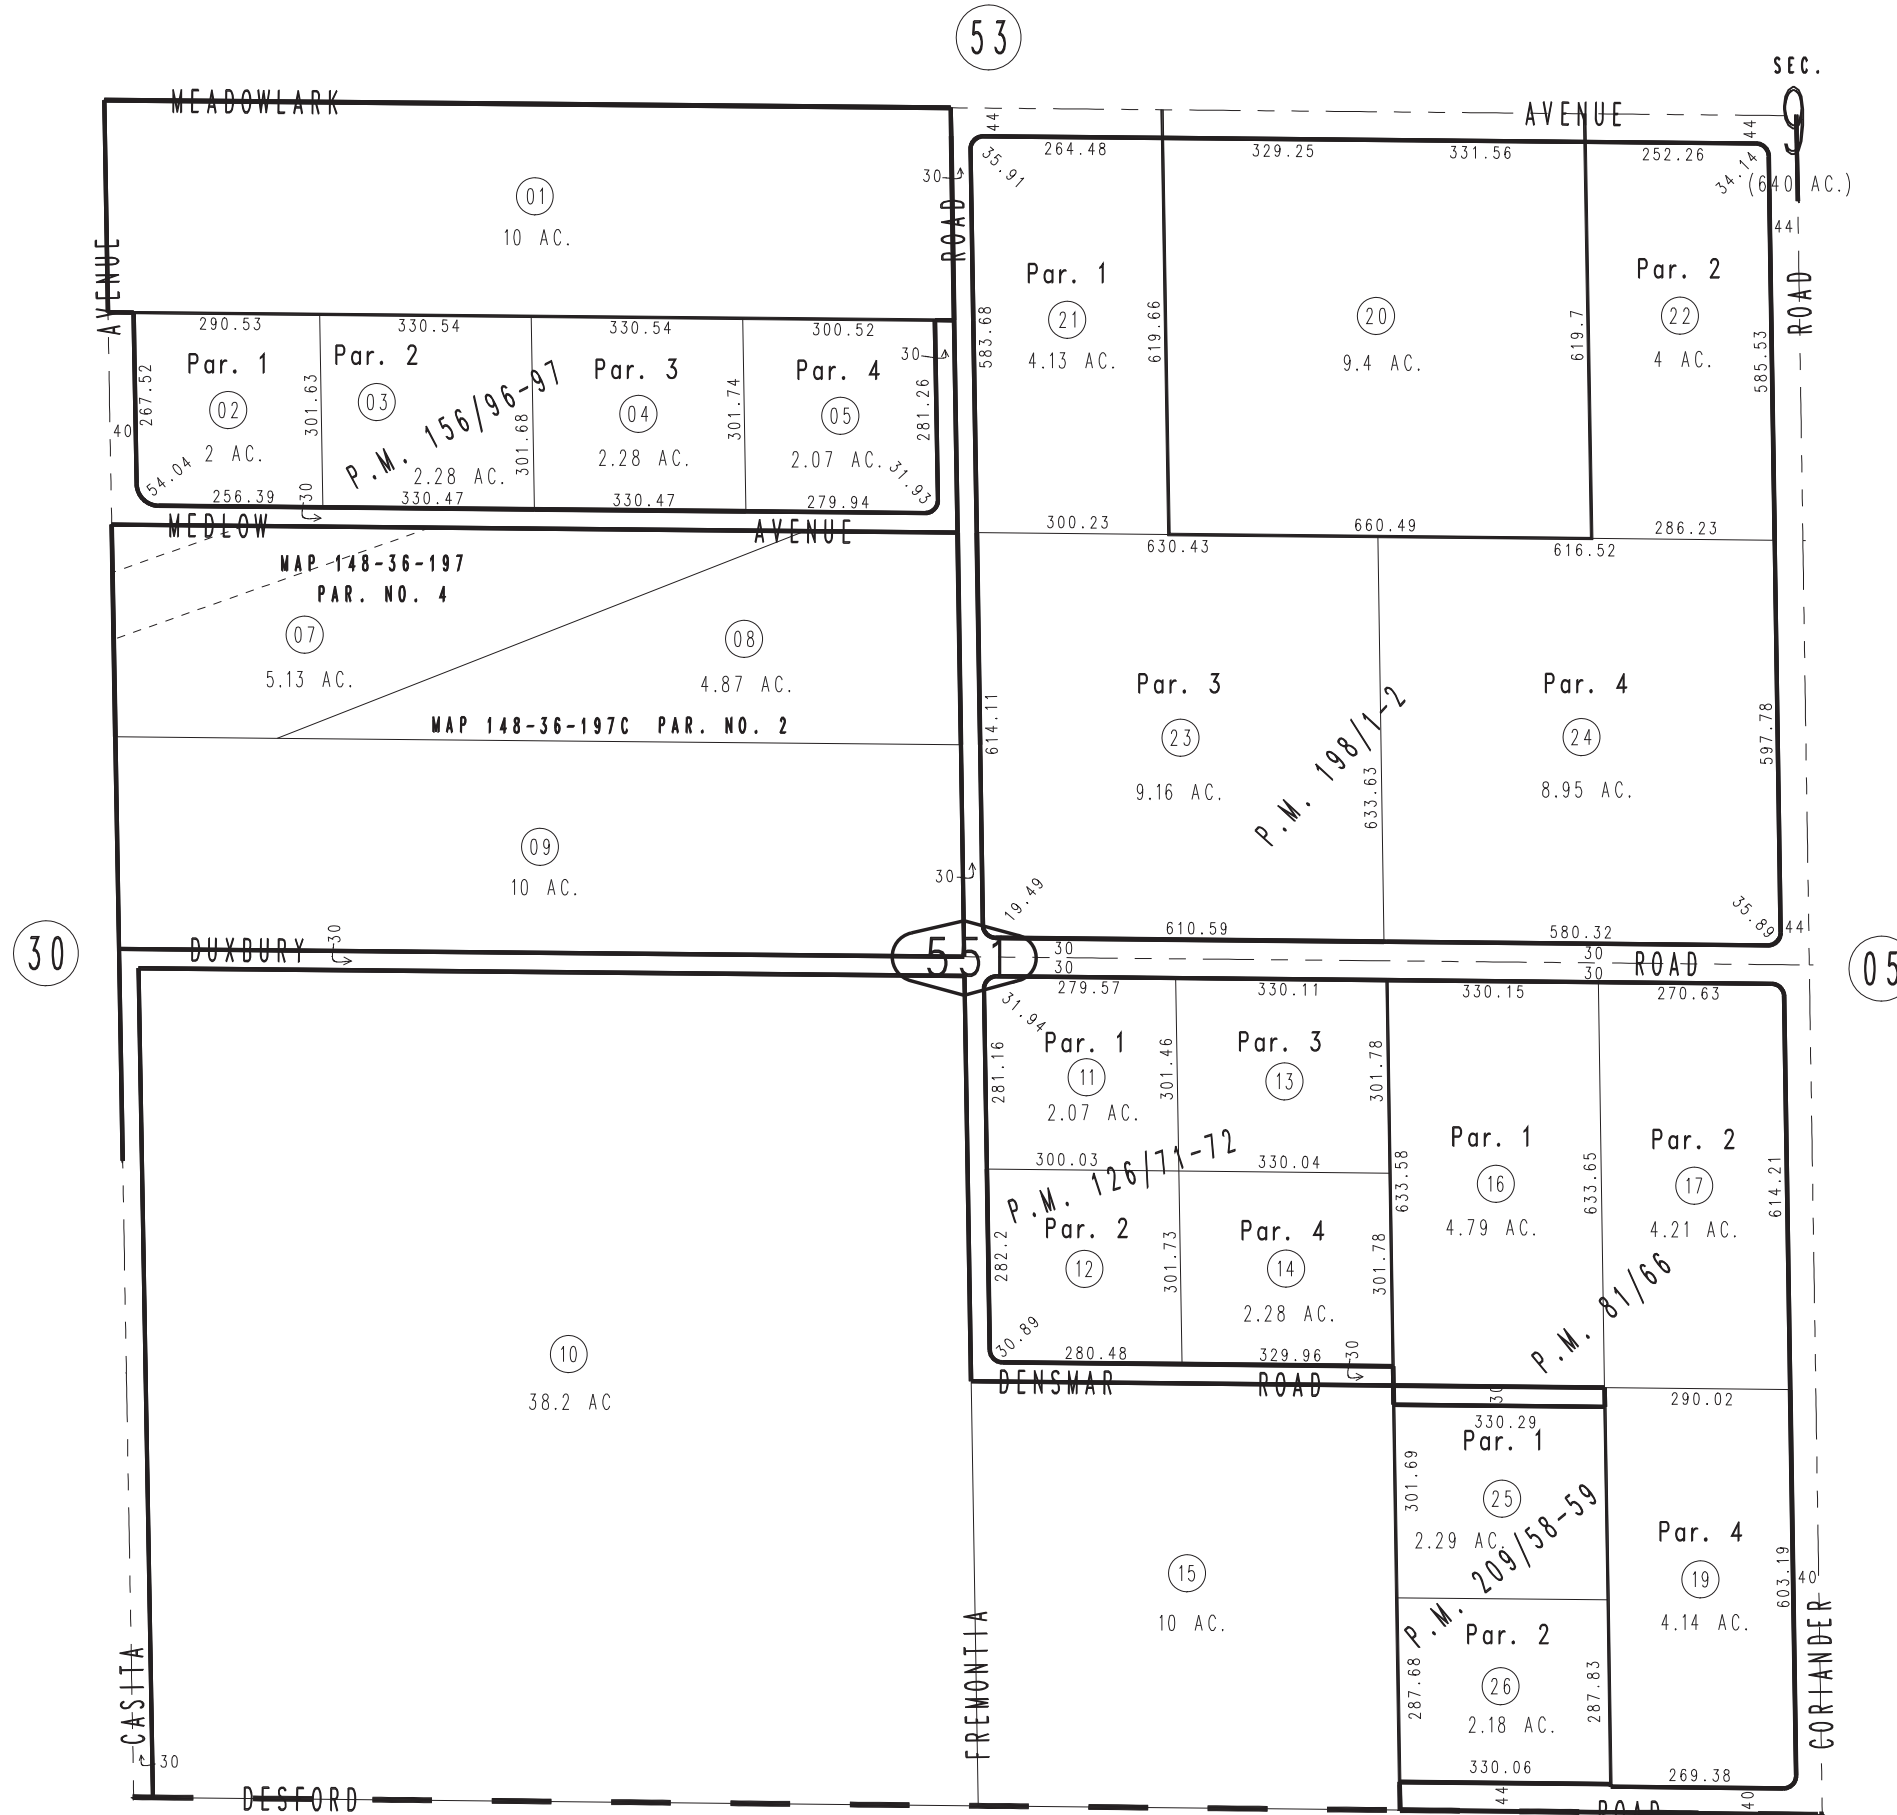 53
SEC.
9
(640 AC.)
MEADOWLARK
AVENUE
44
44
264.48
329.25
331.56
252.26
35.91
34.14
30
44
01
10 AC.
ROAD
AVENUE
ROAD
Par. 1
21
4.13 AC.
583.68
619.66
20
9.4 AC.
619.7
Par. 2
22
4 AC.
585.53
290.53
330.54
330.54
300.52
30
267.52
Par. 1
02
2 AC.
301.63
Par. 2
03
2.28 AC.
301.68
Par. 3
04
2.28 AC.
301.74
Par. 4
05
2.07 AC.
281.26
P.M. 156/96-97
40
54.04
31.93
256.39
30
330.47
330.47
279.94
300.23
660.49
286.23
630.43
616.52
MEDLOW
AVENUE
MAP 148-36-197
PAR. NO. 4
07
5.13 AC.
08
4.87 AC.
MAP 148-36-197C PAR. NO. 2
614.11
Par. 3
23
9.16 AC.
P.M. 198/1-2
633.63
Par. 4
24
8.95 AC.
597.78
09
10 AC.
30
19.49
35.89
44
610.59
580.32
30
DUXBURY
30
551
30
30
30
30
ROAD
05
279.57
330.11
330.15
270.63
31.94
281.16
Par. 1
11
2.07 AC.
301.46
Par. 3
13
301.78
300.03
330.04
P.M. 126/71-72
282.2
Par. 2
12
301.73
Par. 4
14
2.28 AC.
301.78
30.89
280.48
329.96
30
633.58
Par. 1
16
4.79 AC.
633.65
Par. 2
17
4.21 AC.
614.21
P.M. 81/66
DENSMAR
ROAD
30
330.29
290.02
10
38.2 AC
301.69
Par. 1
25
2.29 AC.
P.M. 209/58-59
Par. 4
19
4.14 AC.
603.19
40
15
10 AC.
287.68
Par. 2
26
2.18 AC.
287.83
330.06
269.38
CASITA
FREMONTIA
CORIANDER
30
44
40
DESFORD
ROAD